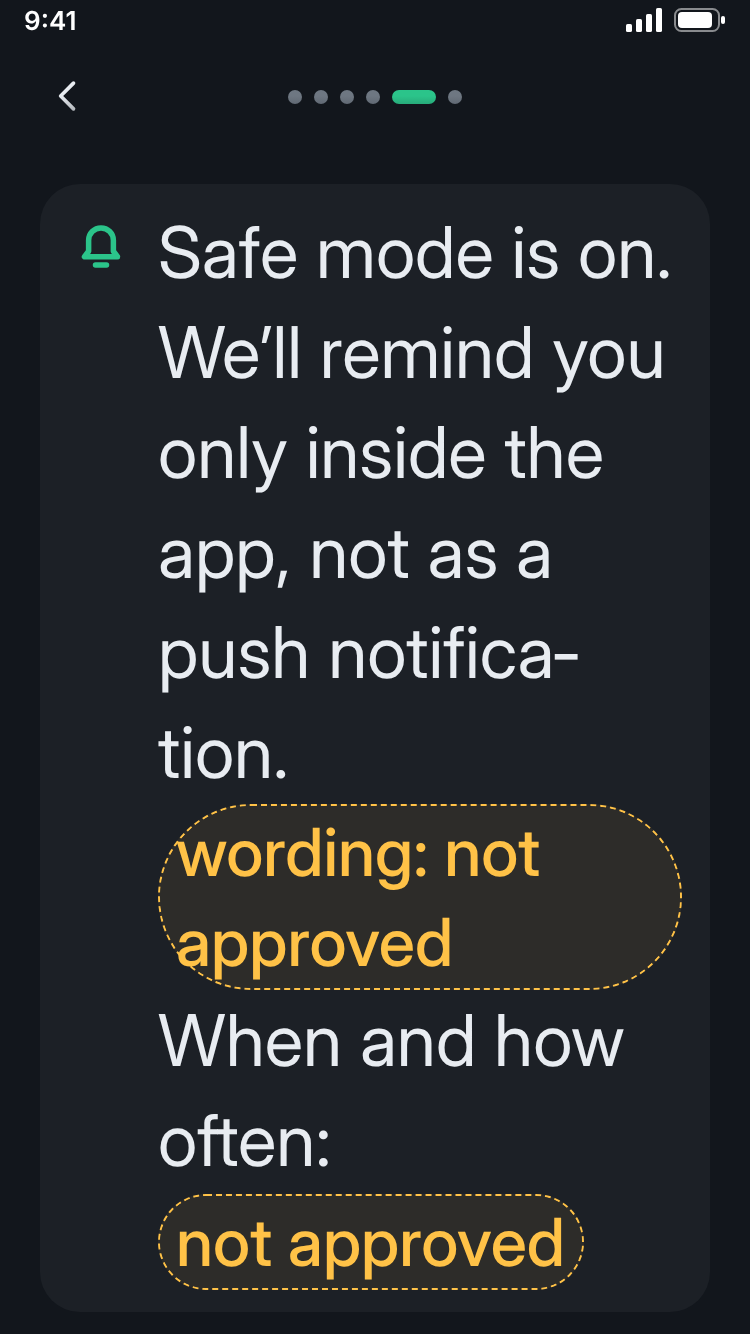 9:41
Safe mode is on.
We’ll remind you
only inside the
app, not as a
push notifica-
tion.
wording: not
approved
When and how
often:
not approved